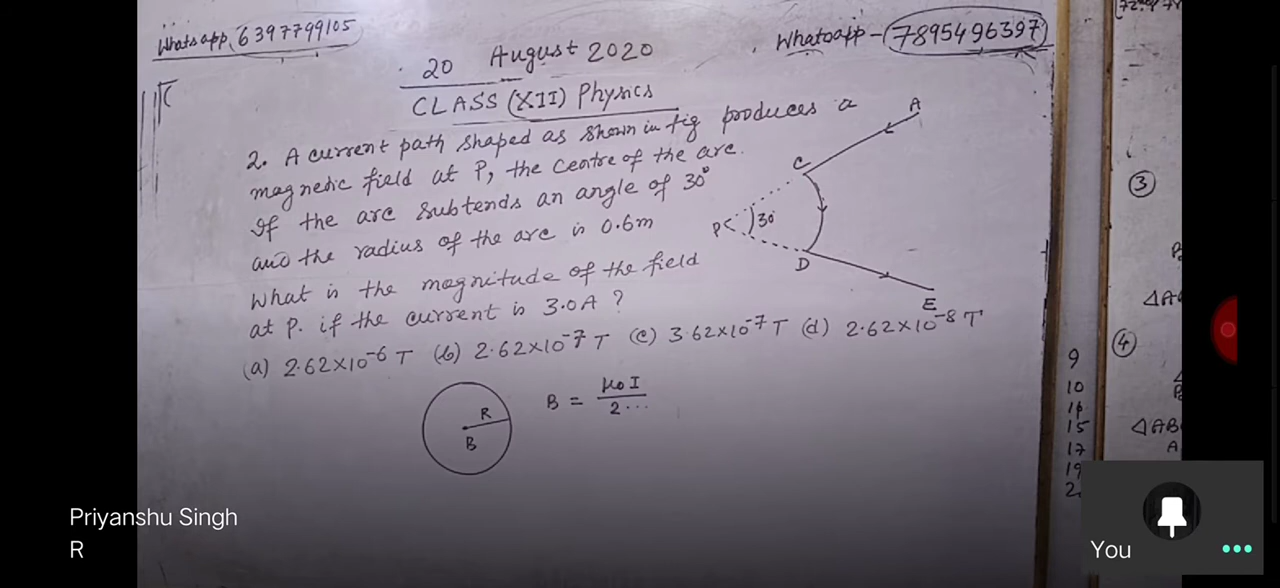 Whatsapp 6397799105
Whatsapp - 7895496397
20 August 2020
CLASS (XII) Physics
2. A current path shaped as shown in fig produces a
magnedic field at P, the centre of the arc.
If the arc subtends an angle of 30°
and the radius of the arc is 0.6m
What is the magnitude of the field
at P. if the current is 3.0A ?
(a) 2.62×10⁻⁶ T (b) 2.62×10⁻⁷ T (c) 3.62×10⁻⁷ T (d) 2.62×10⁻⁸ T
A
C
P
30°
D
E
R
B
B = μ₀I
2...
3
4
9
10
15
17
ΔAB
Priyanshu Singh
R
You